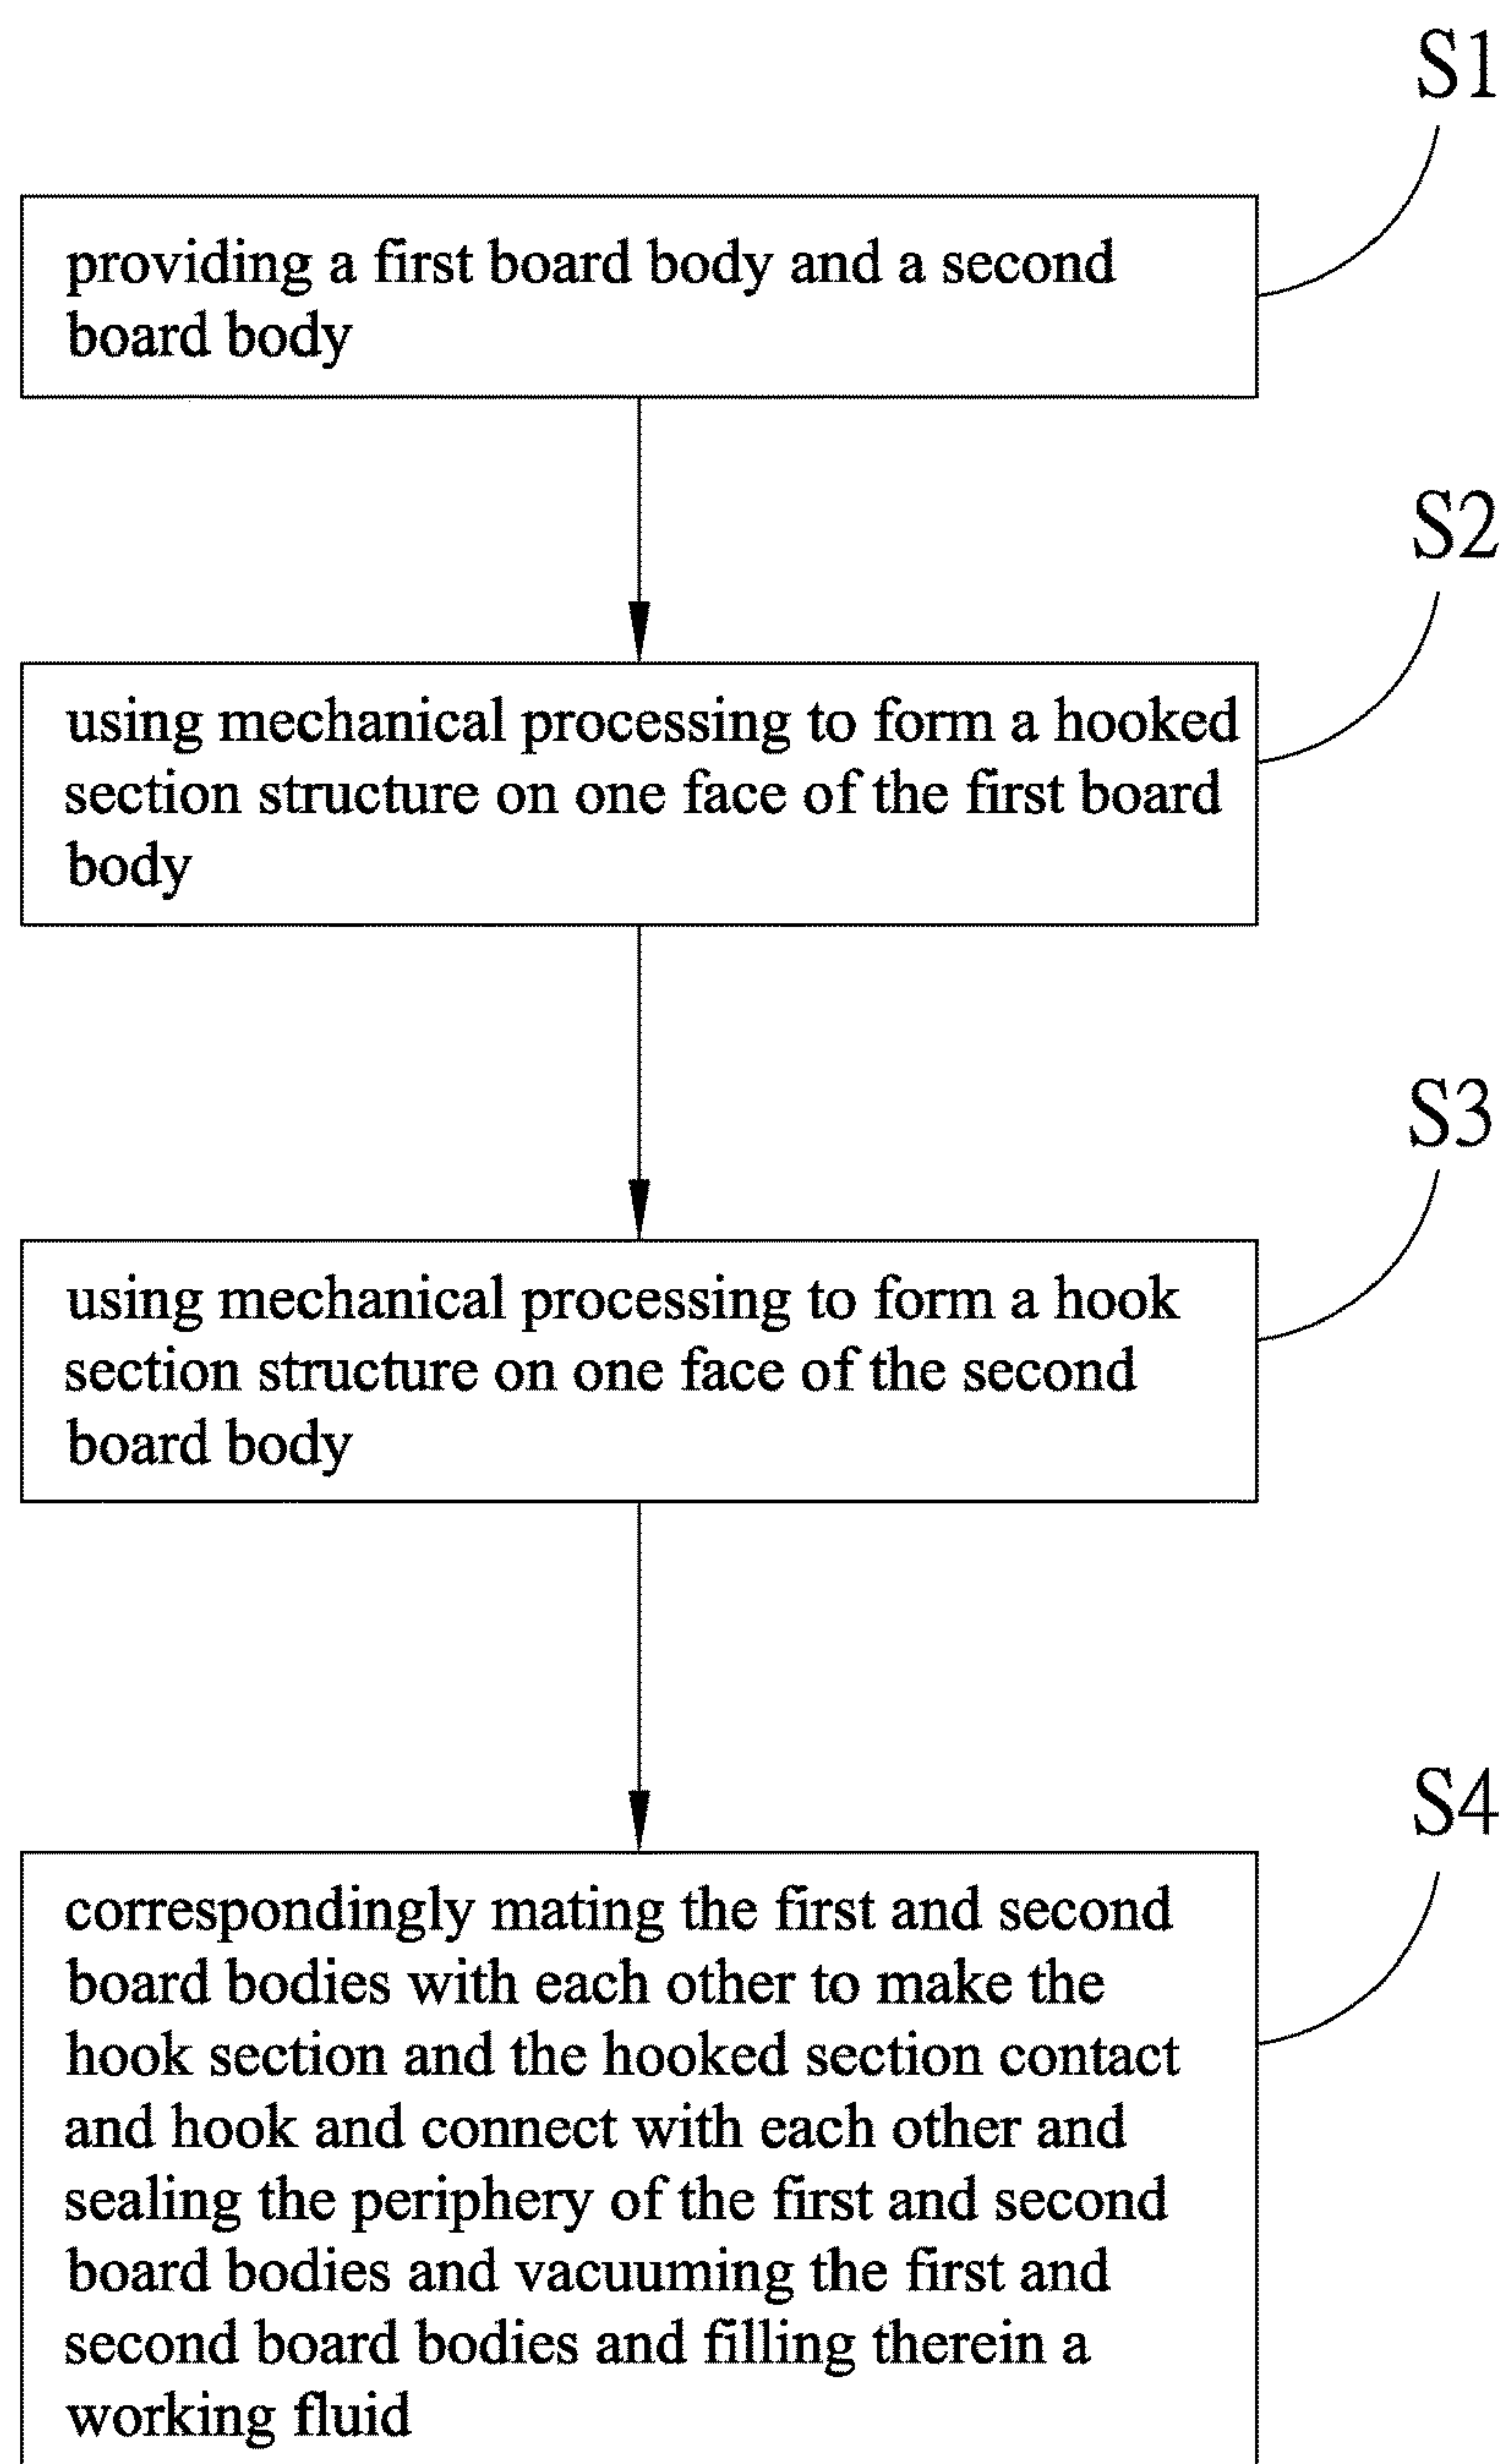 S1
providing a first board body and a second
board body
S2
using mechanical processing to form a hooked
section structure on one face of the first board
body
S3
using mechanical processing to form a hook
section structure on one face of the second
board body
S4
correspondingly mating the first and second
board bodies with each other to make the
hook section and the hooked section contact
and hook and connect with each other and
sealing the periphery of the first and second
board bodies and vacuuming the first and
second board bodies and filling therein a
working fluid